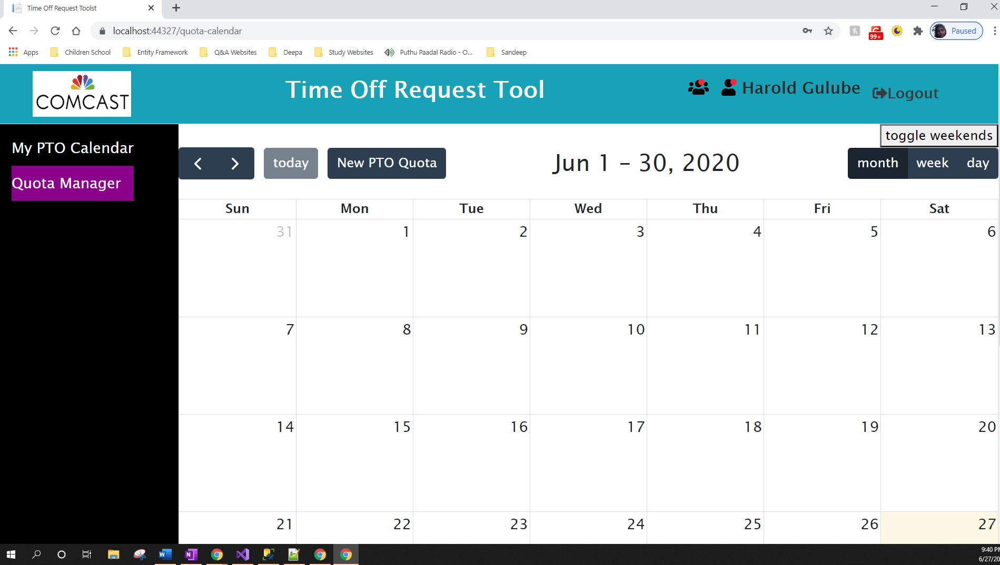 Time Off Request Toolst
localhost:44327/quota-calendar
99+
Paused
Apps
Children School
Entity Framework
Q&A Websites
Deepa
Study Websites
Puthu Paadal Radio - O...
Sandeep
COMCAST
Time Off Request Tool
Harold Gulube
Logout
My PTO Calendar
Quota Manager
toggle weekends
today
New PTO Quota
Jun 1 – 30, 2020
month
week
day
Sun Mon Tue Wed Thu Fri Sat
31 1 2 3 4 5 6
7 8 9 10 11 12 13
14 15 16 17 18 19 20
21 22 23 24 25 26 27
9:40 PM
6/27/20